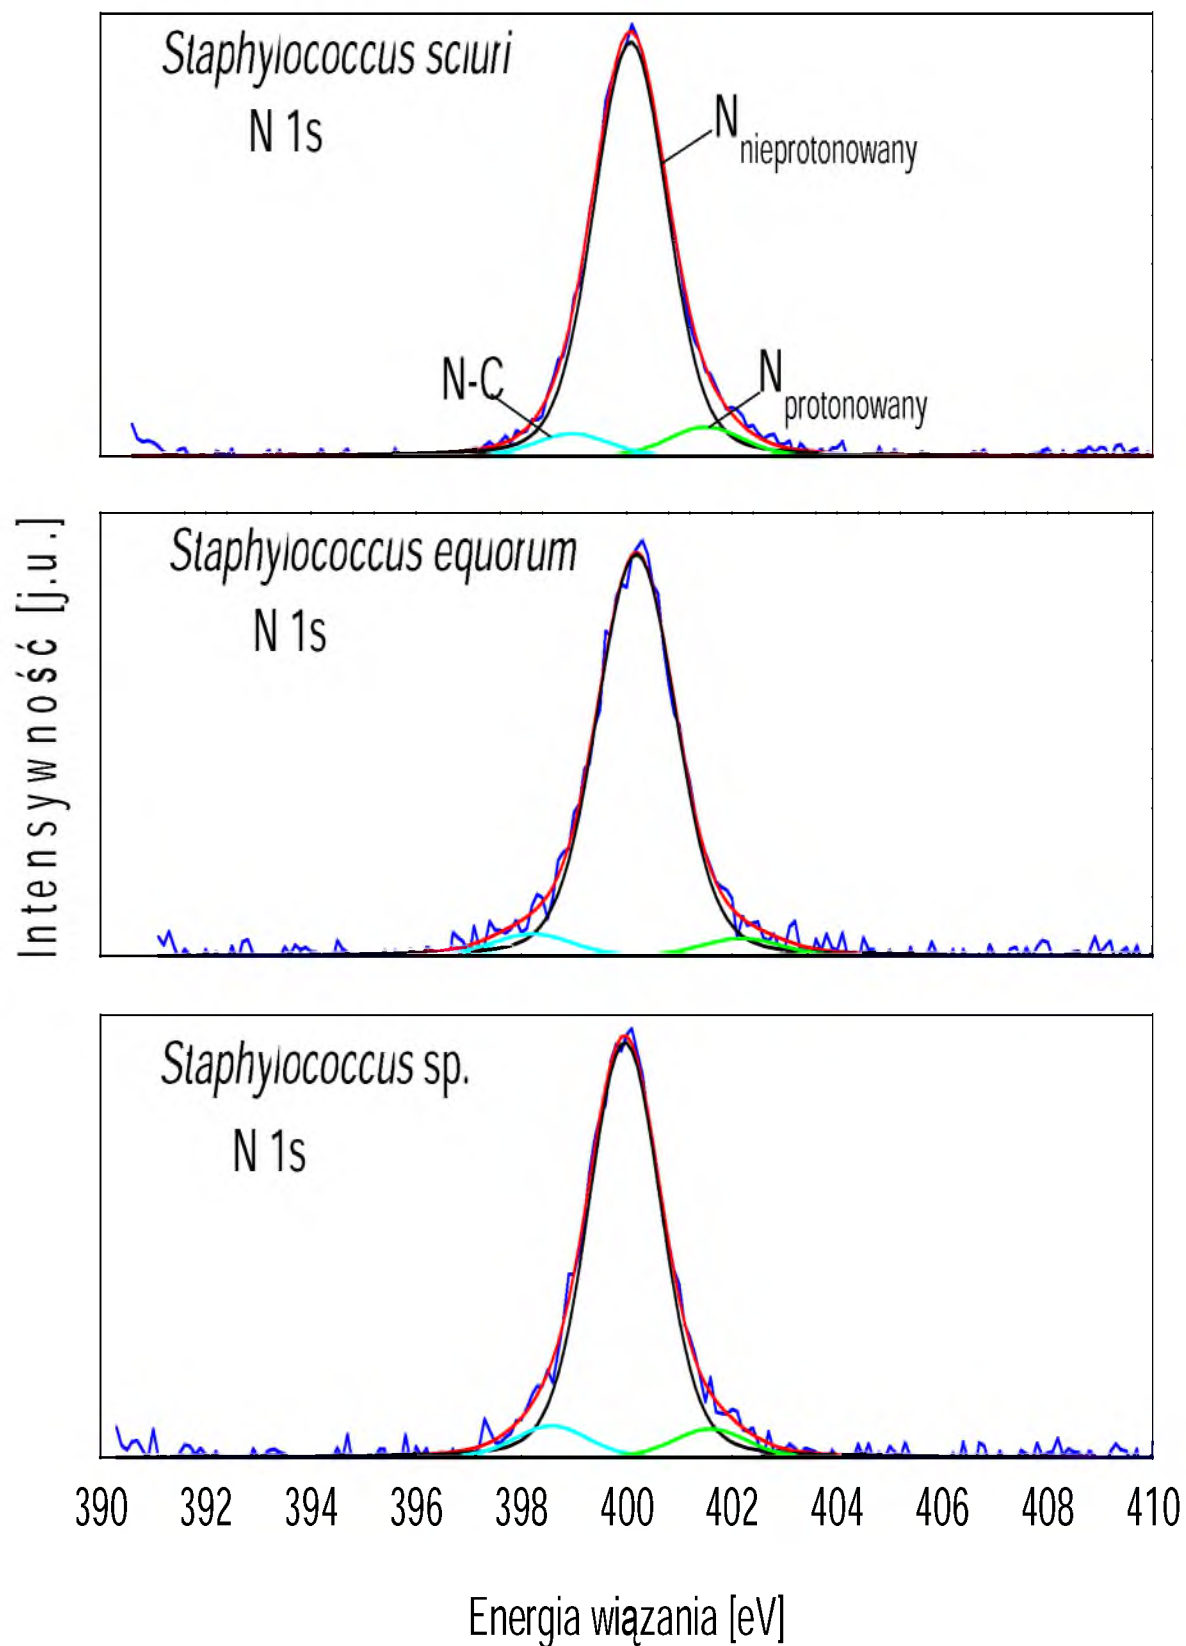 Staphylococcus sciuri
N 1s
N nieprotonowany
N-C
N protonowany
Intensywność [j.u.]
Staphylococcus equorum
N 1s
Staphylococcus sp.
N 1s
390 392 394 396 398 400 402 404 406 408 410
Energia wiązania [eV]